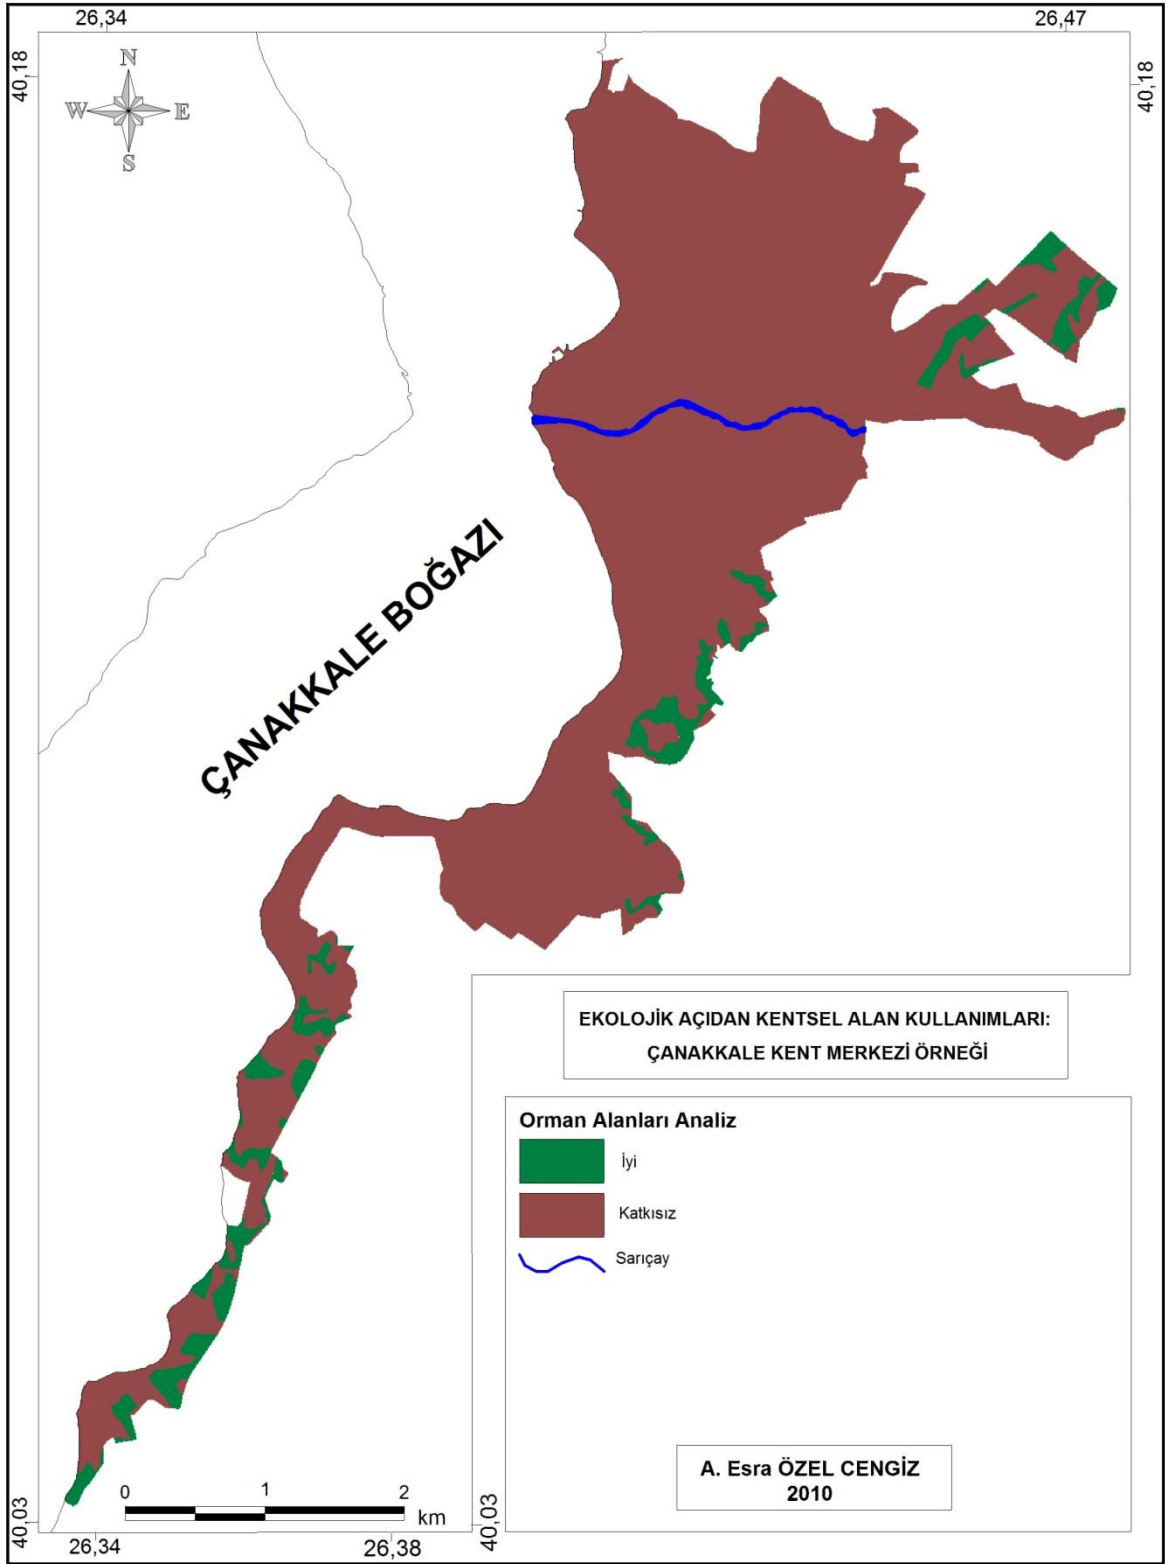 26,34
26,47
40,18
40,18
N
W
E
S
ÇANAKKALE BOĞAZI
EKOLOJİK AÇIDAN KENTSEL ALAN KULLANIMLARI:
ÇANAKKALE KENT MERKEZİ ÖRNEĞİ
Orman Alanları Analiz
İyi
Katkısız
Sarıçay
A. Esra ÖZEL CENGİZ
2010
0 1 2
km
40,03
40,03
26,34
26,38